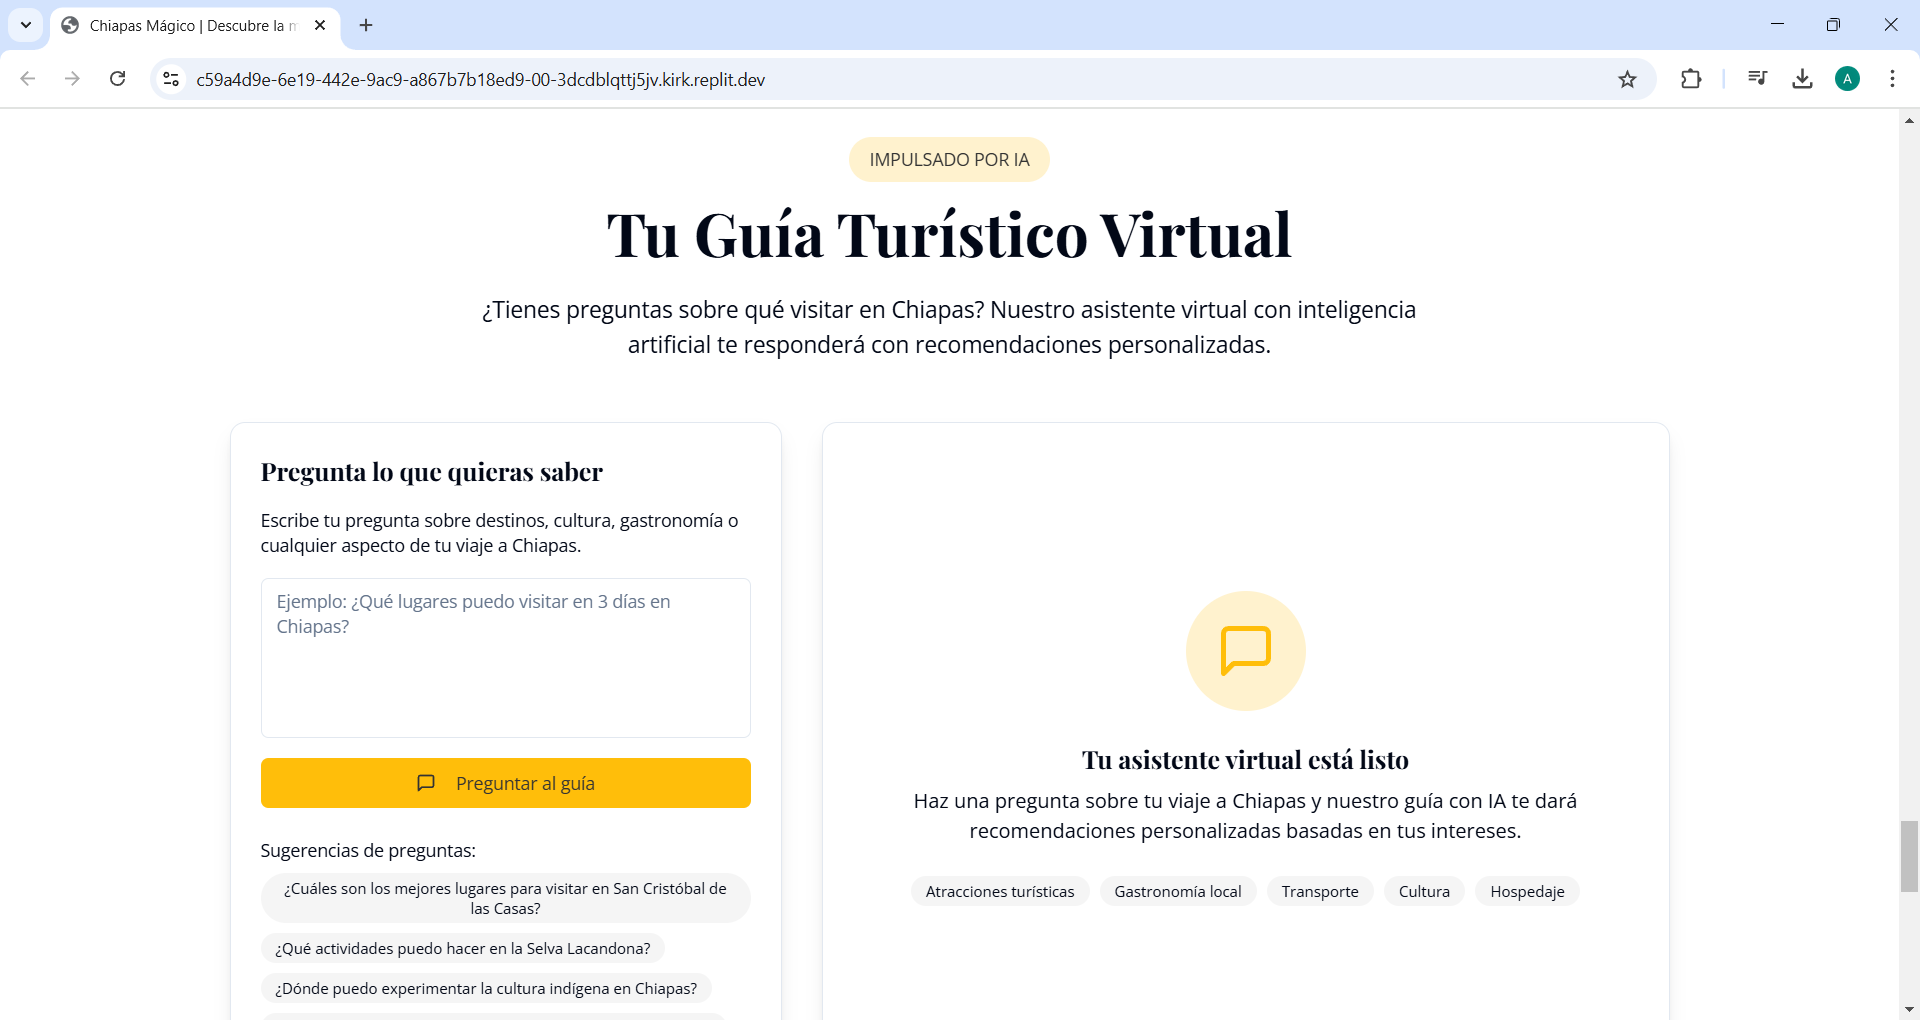 Chiapas Mágico | Descubre la m
c59a4d9e-6e19-442e-9ac9-a867b7b18ed9-00-3dcdblqttj5jv.kirk.replit.dev
A
IMPULSADO POR IA
Tu Guía Turístico Virtual
¿Tienes preguntas sobre qué visitar en Chiapas? Nuestro asistente virtual con inteligencia
artificial te responderá con recomendaciones personalizadas.
Pregunta lo que quieras saber
Escribe tu pregunta sobre destinos, cultura, gastronomía o
cualquier aspecto de tu viaje a Chiapas.
Ejemplo: ¿Qué lugares puedo visitar en 3 días en
Chiapas?
Preguntar al guía
Sugerencias de preguntas:
¿Cuáles son los mejores lugares para visitar en San Cristóbal de
las Casas?
¿Qué actividades puedo hacer en la Selva Lacandona?
¿Dónde puedo experimentar la cultura indígena en Chiapas?
Tu asistente virtual está listo
Haz una pregunta sobre tu viaje a Chiapas y nuestro guía con IA te dará
recomendaciones personalizadas basadas en tus intereses.
Atracciones turísticas
Gastronomía local
Transporte
Cultura
Hospedaje